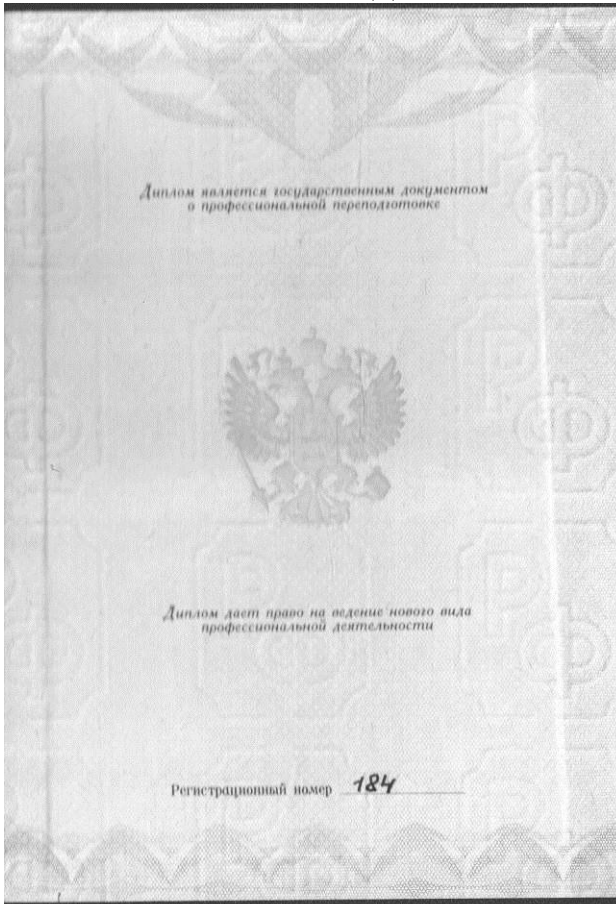 Диплом является государственным документом
о профессиональной переподготовке
Диплом дает право на ведение нового вида
профессиональной деятельности
Регистрационный номер 184